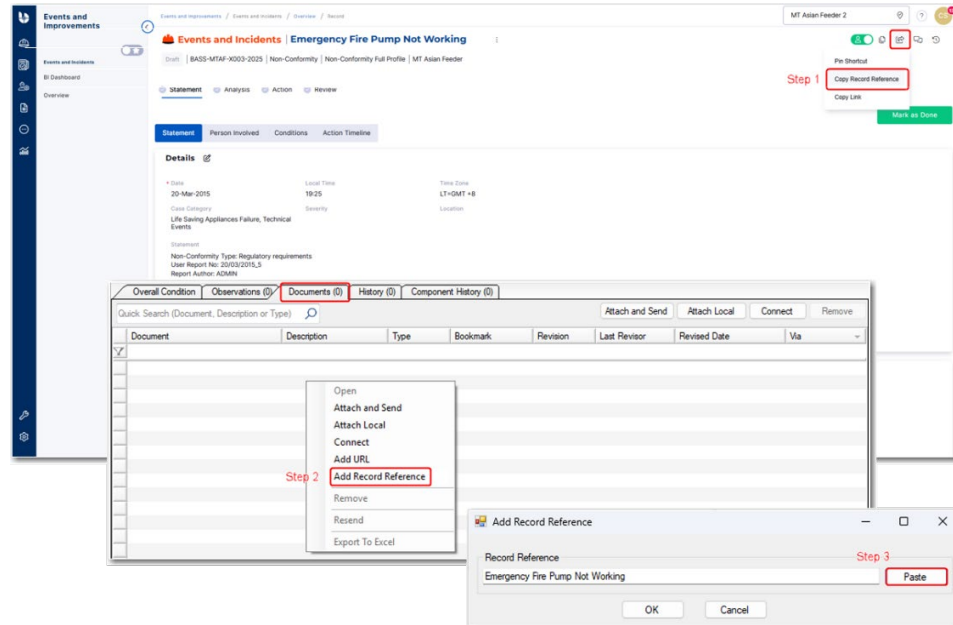 Events and
Improvements
Events and Incidents
BI Dashboard
Overview
Events and Improvements / Events and Incidents / Overview / Record
MT Asian Feeder 2
?
CS
Events and Incidents | Emergency Fire Pump Not Working
Draft | BASS-MTAF-X003-2025 | Non-Conformity | Non-Conformity Full Profile | MT Asian Feeder
Pin Shortcut
Step 1
Copy Record Reference
Copy Link
Statement Analysis Action Review
Mark as Done
Statement Person Involved Conditions Action Timeline
Details
* Date Local Time Time Zone
20-Mar-2015 19:25 LT=GMT +8
Case Category Severity Location
Life Saving Appliances Failure, Technical
Events
Statement
Non-Conformity Type: Regulatory requirements
User Report No: 20/03/2015_5
Report Author: ADMIN
Overall Condition Observations (0) Documents (0) History (0) Component History (0)
Quick Search (Document, Description or Type) Attach and Send Attach Local Connect Remove
Document Description Type Bookmark Revision Last Revisor Revised Date Via
Open
Attach and Send
Attach Local
Connect
Add URL
Step 2 Add Record Reference
Remove
Resend
Export To Excel
Add Record Reference
Record Reference
Step 3
Emergency Fire Pump Not Working Paste
OK Cancel